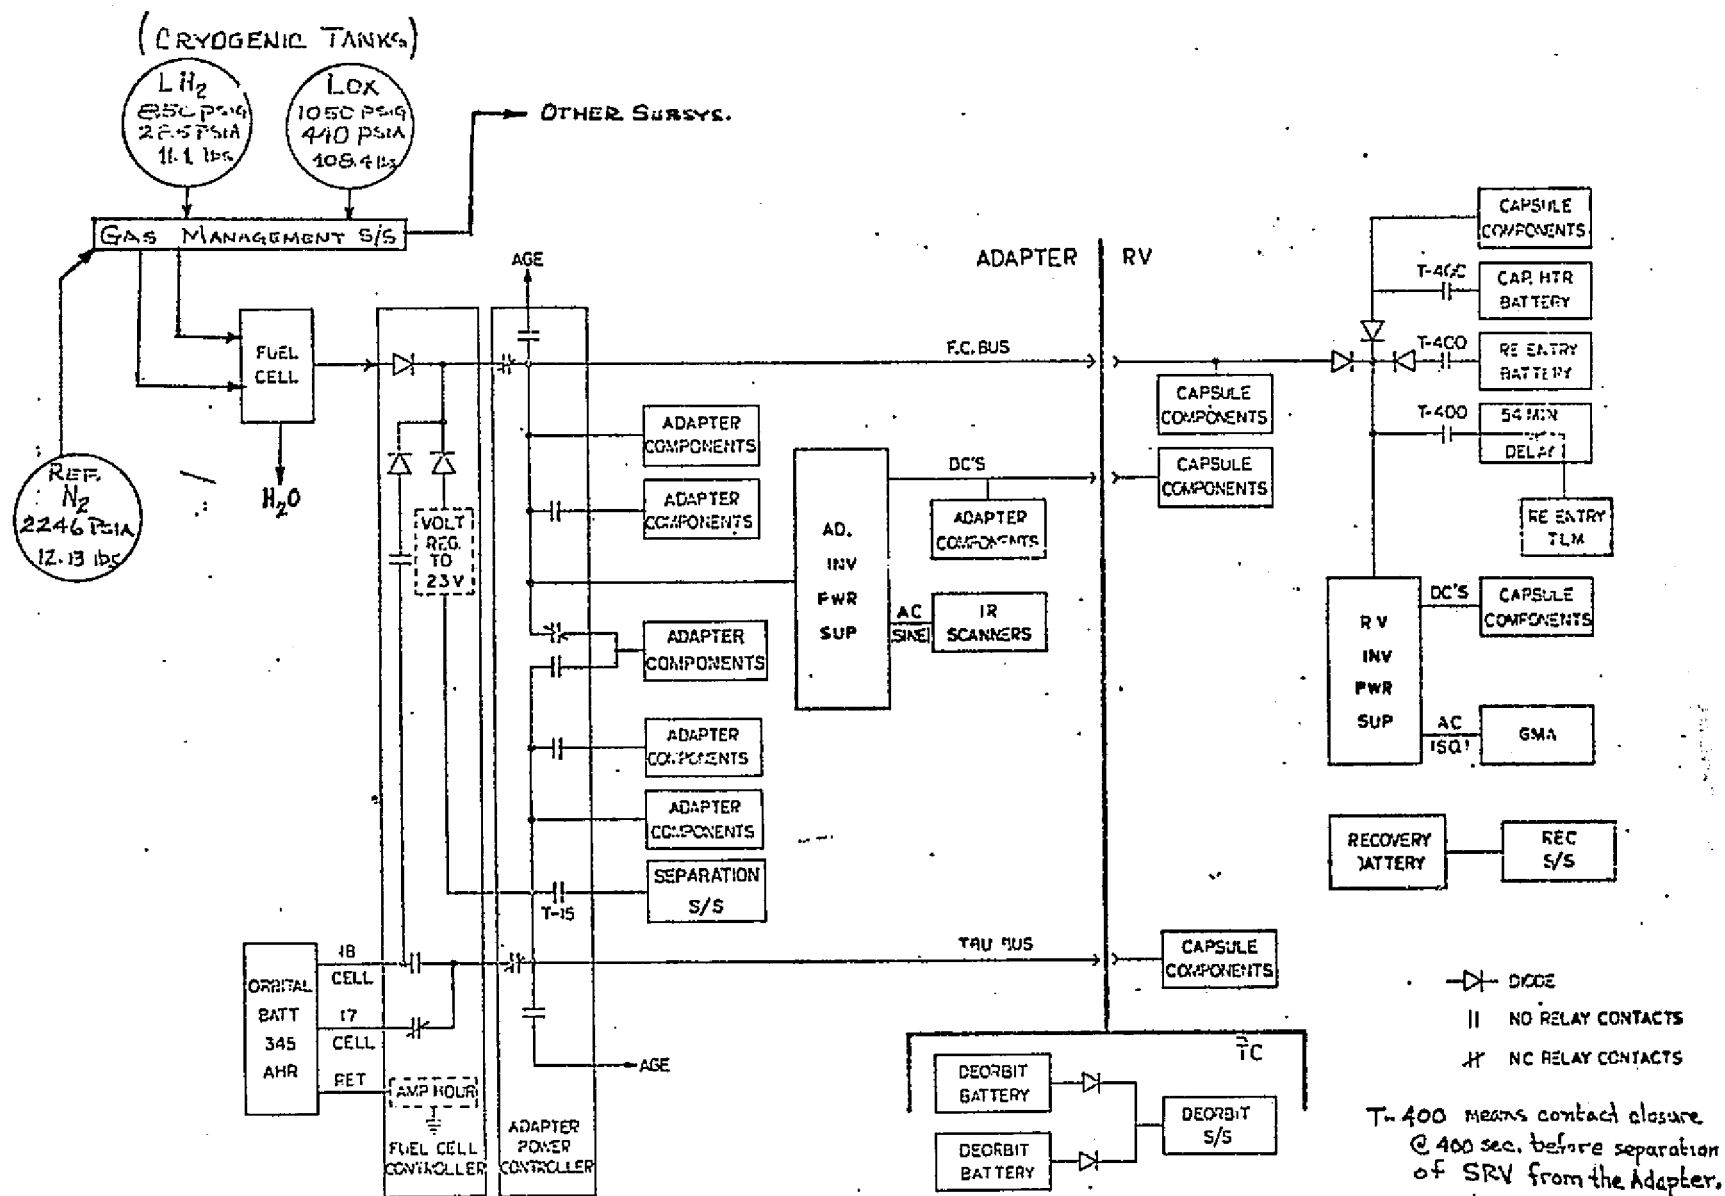 (CRYOGENIC TANKS)
LH₂
850 PSIG
11.1 lbs
LOX
1050 PSIG
440 PSIA
108.4 lbs
OTHER SUBSYS.
GAS MANAGEMENT S/S
REF.
N₂
2246 PSIA
12.13 lbs
FUEL
CELL
H₂O
AGE
ADAPTER
RV
F.C. BUS
ADAPTER
COMPONENTS
ADAPTER
COMPONENTS
VOLT
REG.
TO
23V
ADAPTER
COMPONENTS
ADAPTER
COMPONENTS
ADAPTER
COMPONENTS
SEPARATION
S/S
T-15
AD.
INV
PWR
SUP
DC'S
ADAPTER
COMPONENTS
AC
(SINE)
IR
SCANNERS
CAPSULE
COMPONENTS
CAPSULE
COMPONENTS
CAPSULE
COMPONENTS
T-400
CAP. HTR
BATTERY
T-400
RE ENTRY
BATTERY
T-400
54 MIN
DELAY
RE ENTRY
TLM
RV
INV
PWR
SUP
DC'S
CAPSULE
COMPONENTS
AC
(SQ)
GMA
RECOVERY
BATTERY
REC
S/S
ORBITAL
BATT
345
AHR
18
CELL
17
CELL
RET
AMP HOUR
FUEL CELL
CONTROLLER
ADAPTER
POWER
CONTROLLER
AGE
BUS
CAPSULE
COMPONENTS
TC
DEORBIT
BATTERY
DEORBIT
BATTERY
DEORBIT
S/S
DIODE
NO RELAY CONTACTS
NC RELAY CONTACTS
T-400 means contact closure
@ 400 sec. before separation
of SRV from the Adapter.